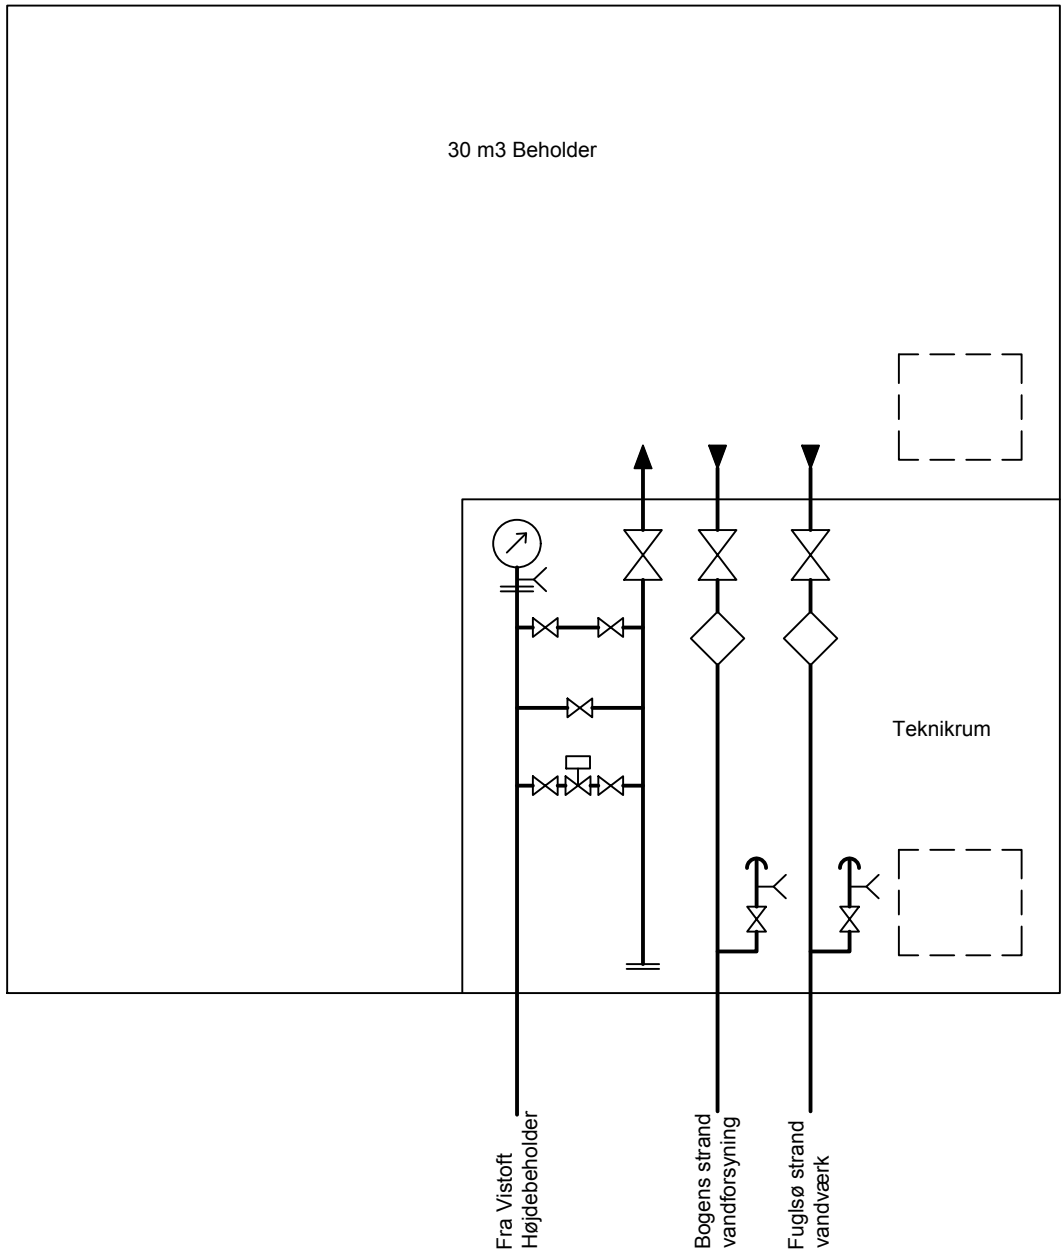 30 m3 Beholder
Teknikrum
Fra Vistoft
Højdebeholder
Bogens strand
vandforsyning
Fuglsø strand
vandværk